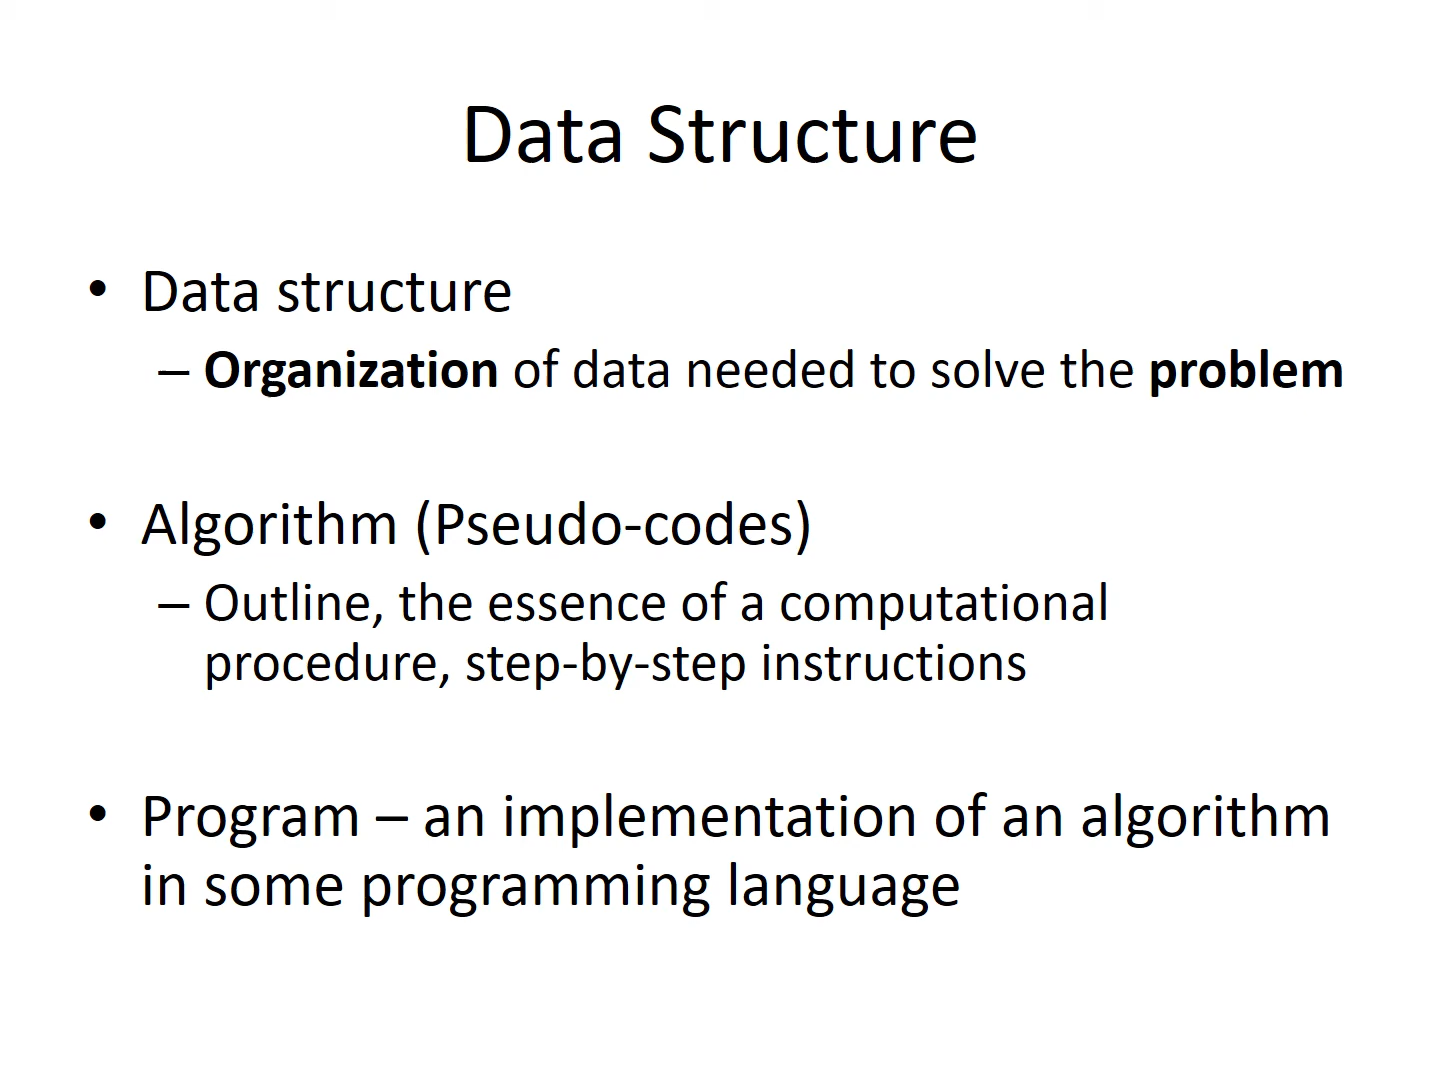 Data Structure
• Data structure
– Organization of data needed to solve the problem
• Algorithm (Pseudo-codes)
– Outline, the essence of a computational
procedure, step-by-step instructions
• Program – an implementation of an algorithm
in some programming language